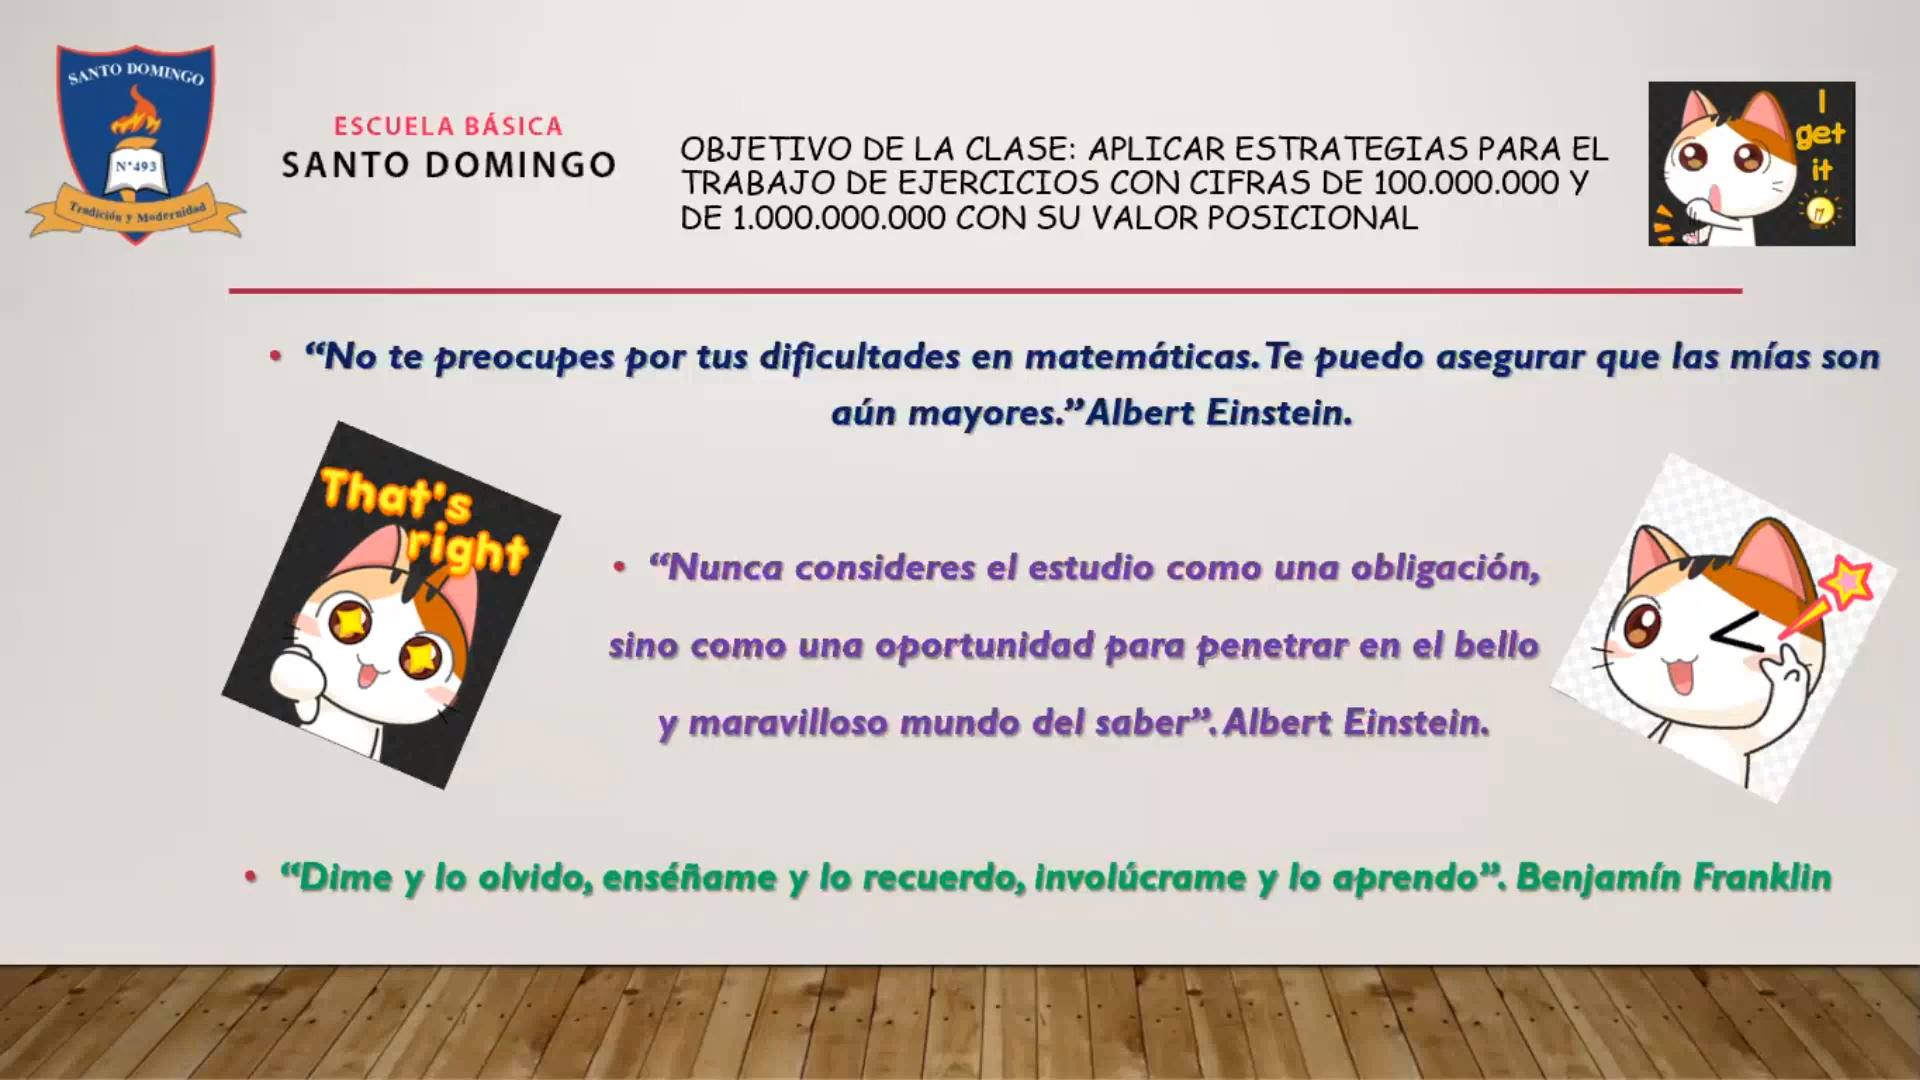 SANTO DOMINGO
N°493
Tradición y Modernidad
ESCUELA BÁSICA
SANTO DOMINGO
OBJETIVO DE LA CLASE: APLICAR ESTRATEGIAS PARA EL
TRABAJO DE EJERCICIOS CON CIFRAS DE 100.000.000 Y
DE 1.000.000.000 CON SU VALOR POSICIONAL
I
get
it
• “No te preocupes por tus dificultades en matemáticas. Te puedo asegurar que las mías son
aún mayores.” Albert Einstein.
That's
right
• “Nunca consideres el estudio como una obligación,
sino como una oportunidad para penetrar en el bello
y maravilloso mundo del saber”. Albert Einstein.
• “Dime y lo olvido, enséñame y lo recuerdo, involúcrame y lo aprendo”. Benjamín Franklin